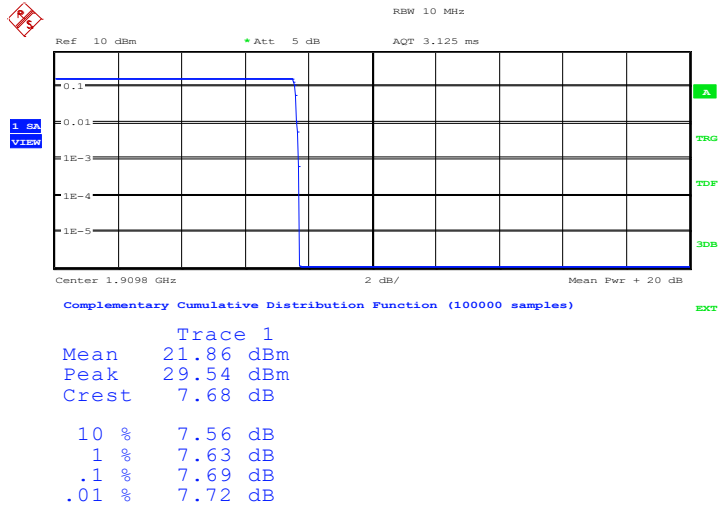 RBW 10 MHz
Ref 10 dBm * Att 5 dB AQT 3.125 ms
0.1
A
1 SA
VIEW
0.01
TRG
1E-3
TDF
1E-4
1E-5
3DB
Center 1.9098 GHz 2 dB/ Mean Pwr + 20 dB
Complementary Cumulative Distribution Function (100000 samples)
EXT
Trace 1
Mean 21.86 dBm
Peak 29.54 dBm
Crest 7.68 dB
10 % 7.56 dB
1 % 7.63 dB
.1 % 7.69 dB
.01 % 7.72 dB